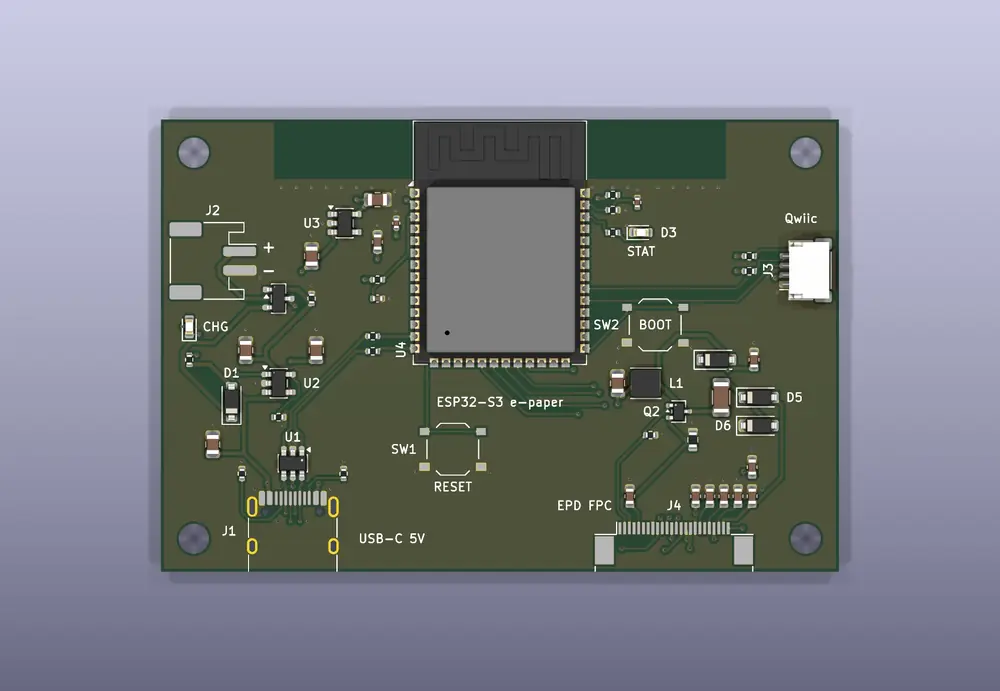 J2
U3
+
−
D3
STAT
Qwiic
J3
CHG
U4
SW2
BOOT
D1
U2
L1
ESP32-S3 e-paper
Q2
D5
D6
U1
SW1
RESET
EPD FPC
J4
J1
USB-C 5V